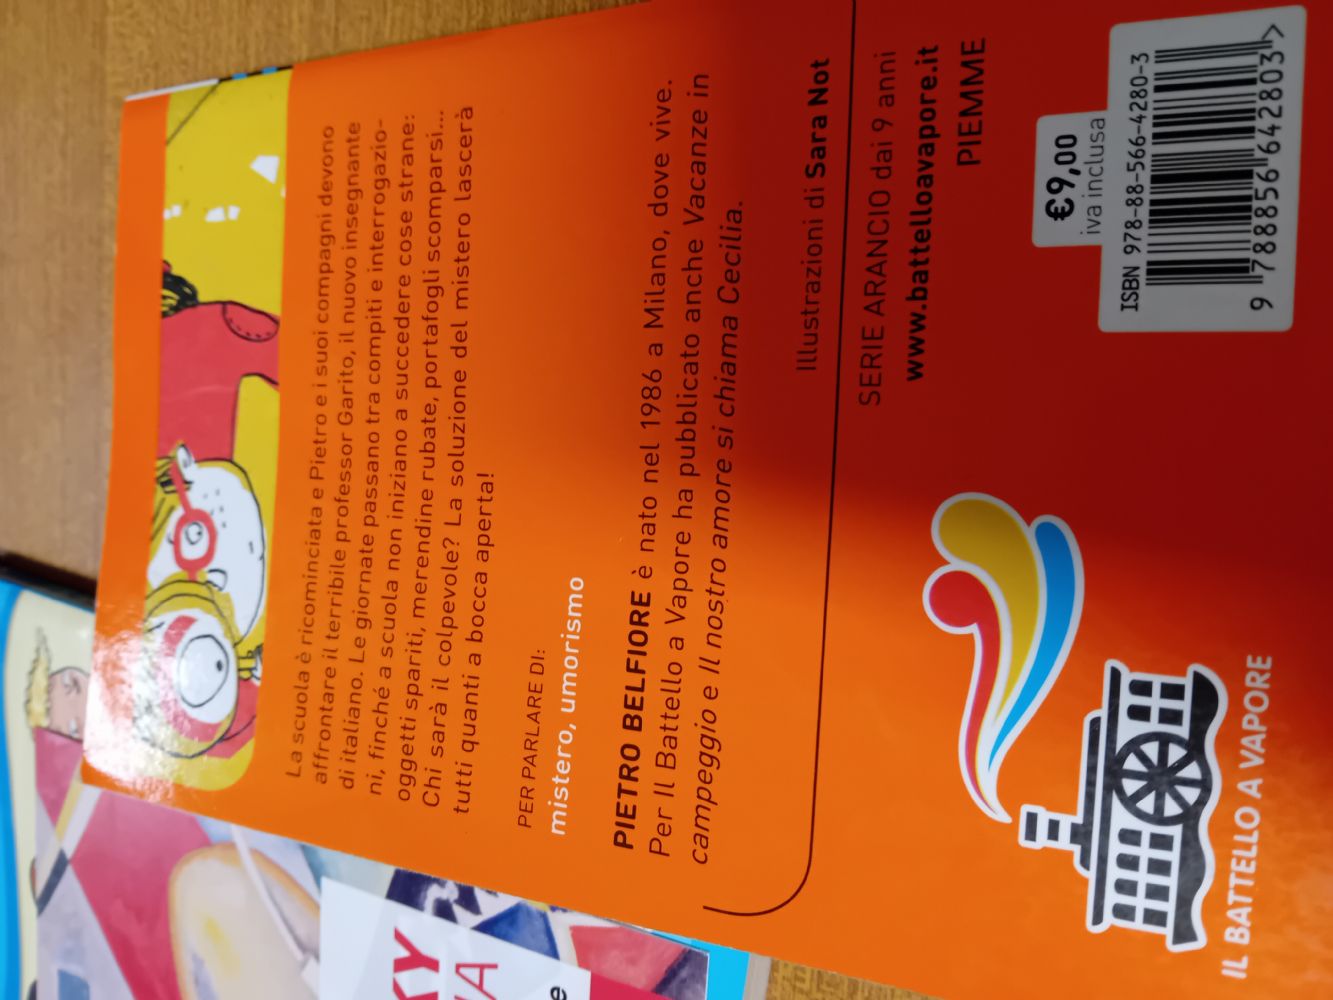 La scuola è ricominciata e Pietro e i suoi compagni devono
affrontare il terribile professor Garito, il nuovo insegnante
di italiano. Le giornate passano tra compiti e interrogazio-
ni, finché a scuola non iniziano a succedere cose strane:
oggetti spariti, merendine rubate, portafogli scomparsi...
Chi sarà il colpevole? La soluzione del mistero lascerà
tutti quanti a bocca aperta!
PER PARLARE DI:
mistero, umorismo
PIETRO BELFIORE è nato nel 1986 a Milano, dove vive.
Per Il Battello a Vapore ha pubblicato anche Vacanze in
campeggio e Il nostro amore si chiama Cecilia.
Illustrazioni di Sara Not
SERIE ARANCIO dai 9 anni
www.battelloavapore.it
PIEMME
€9,00
iva inclusa
ISBN 978-88-566-4280-3
9 788856 642803 >
IL BATTELLO A VAPORE